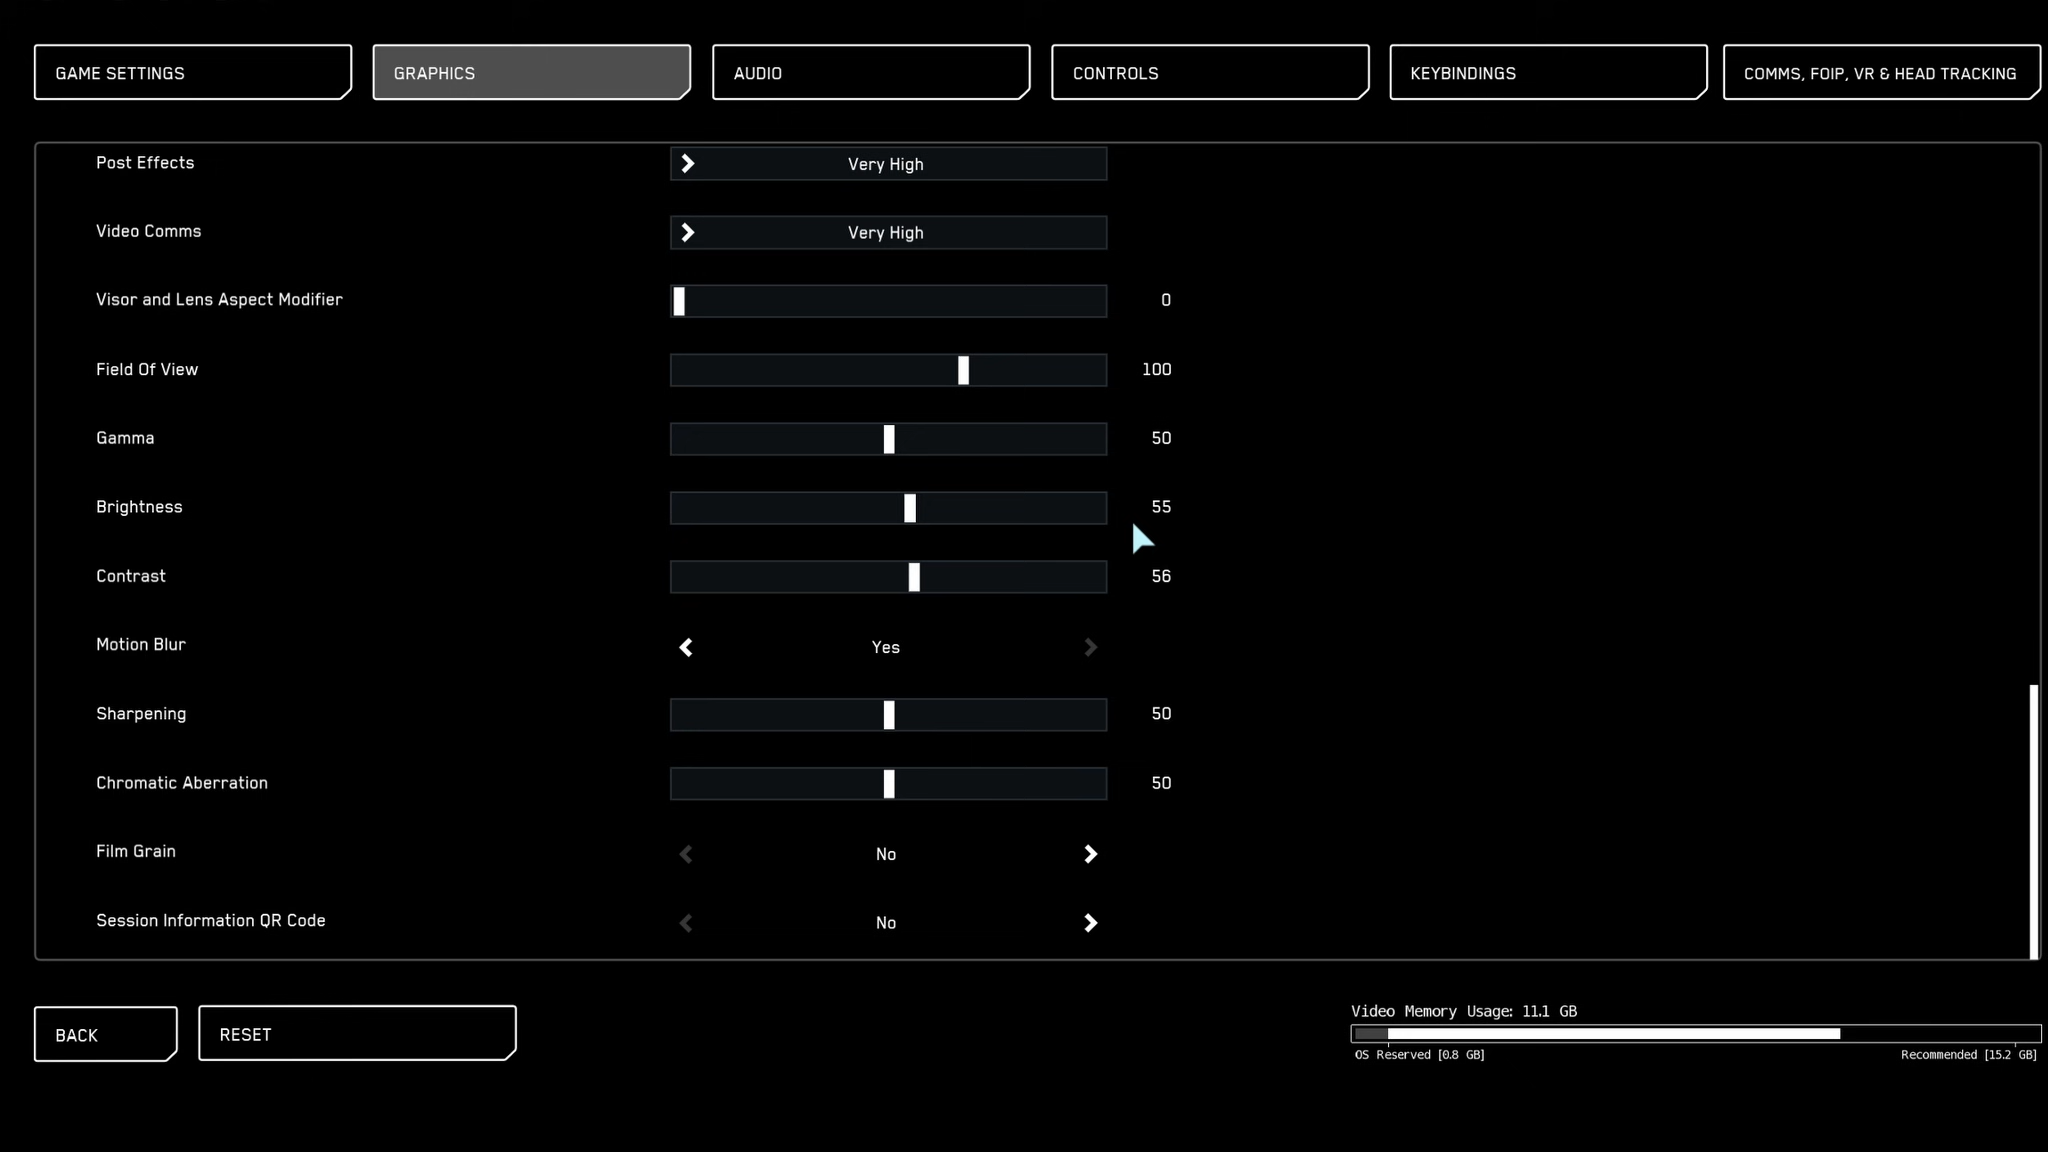 GAME SETTINGS
GRAPHICS
AUDIO
CONTROLS
KEYBINDINGS
COMMS, FOIP, VR & HEAD TRACKING
Post Effects
Very High
Video Comms
Very High
Visor and Lens Aspect Modifier
0
Field Of View
100
Gamma
50
Brightness
55
Contrast
56
Motion Blur
Yes
Sharpening
50
Chromatic Aberration
50
Film Grain
No
Session Information QR Code
No
BACK
RESET
Video Memory Usage: 11.1 GB
OS Reserved [0.8 GB]
Recommended [15.2 GB]